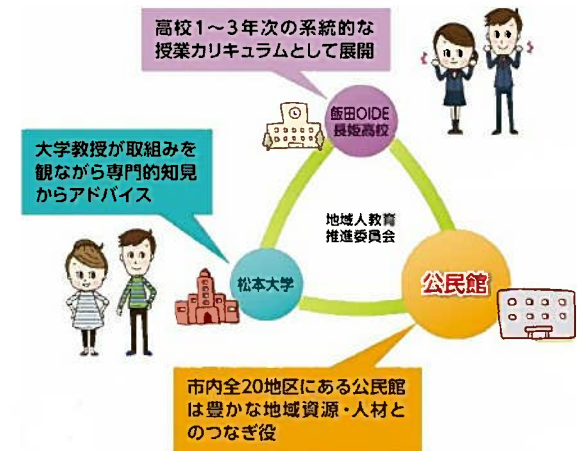 高校1～3年次の系統的な
授業カリキュラムとして展開
飯田OIDE
長姫高校
大学教授が取組みを
観ながら専門的知見
からアドバイス
地域人教育
推進委員会
松本大学
公民館
市内全20地区にある公民館
は豊かな地域資源・人材と
のつなぎ役